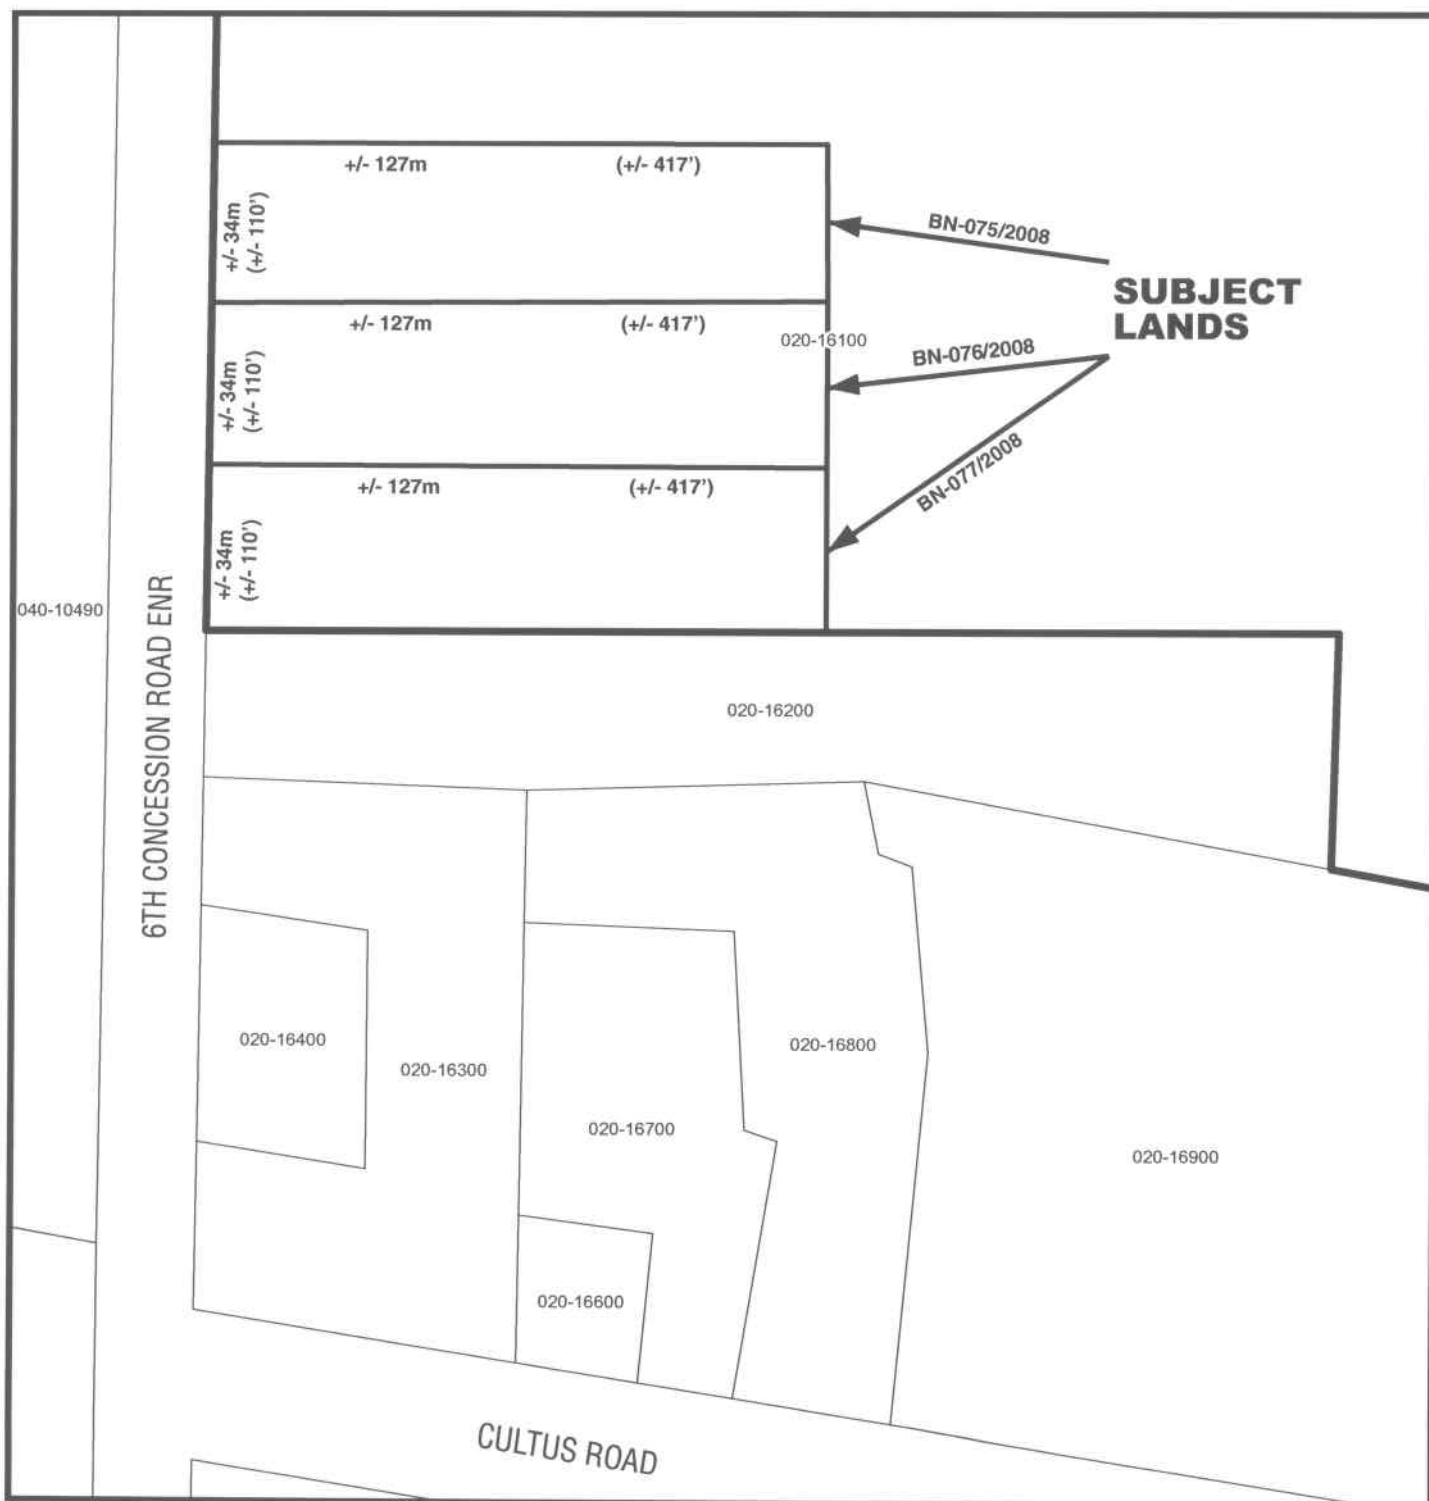 +/- 127m (+/- 417')
+/- 34m
(+/- 110')
BN-075/2008
SUBJECT
LANDS
+/- 127m (+/- 417')
020-16100
+/- 34m
(+/- 110')
BN-076/2008
BN-077/2008
+/- 127m (+/- 417')
+/- 34m
(+/- 110')
040-10490
6TH CONCESSION ROAD ENR
020-16200
020-16400
020-16300
020-16800
020-16700
020-16900
020-16600
CULTUS ROAD